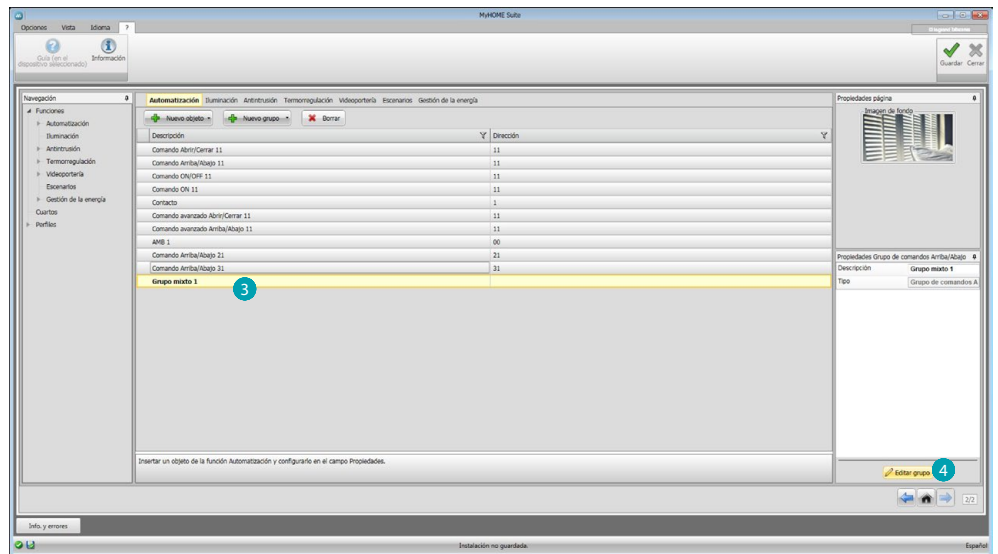 MyHOME Suite
Opciones Vista Idioma ?
Guía (en el dispositivo seleccionado)
Información
Guardar Cerrar
Navegación
Funciones
Automatización
Iluminación
Antintrusión
Termorregulación
Videoportería
Escenarios
Gestión de la energía
Cuartos
Perfiles
Automatización Iluminación Antintrusión Termorregulación Videoportería Escenarios Gestión de la energía
Nuevo objeto Nuevo grupo Borrar
Descripción Dirección
Comando Abrir/Cerrar 11 11
Comando Arriba/Abajo 11 11
Comando ON/OFF 11 11
Comando ON 11 11
Contacto 1
Comando avanzado Abrir/Cerrar 11 11
Comando avanzado Arriba/Abajo 11 11
AMB 1 00
Comando Arriba/Abajo 21 21
Comando Arriba/Abajo 31 31
Grupo mixto 1
3
Insertar un objeto de la función Automatización y configurarlo en el campo Propiedades.
Propiedades página
Imagen de fondo
Propiedades Grupo de comandos Arriba/Abajo
Descripción Grupo mixto 1
Tipo Grupo de comandos A
Editar grupo 4
2/2
Info. y errores
Instalación no guardada.
Español